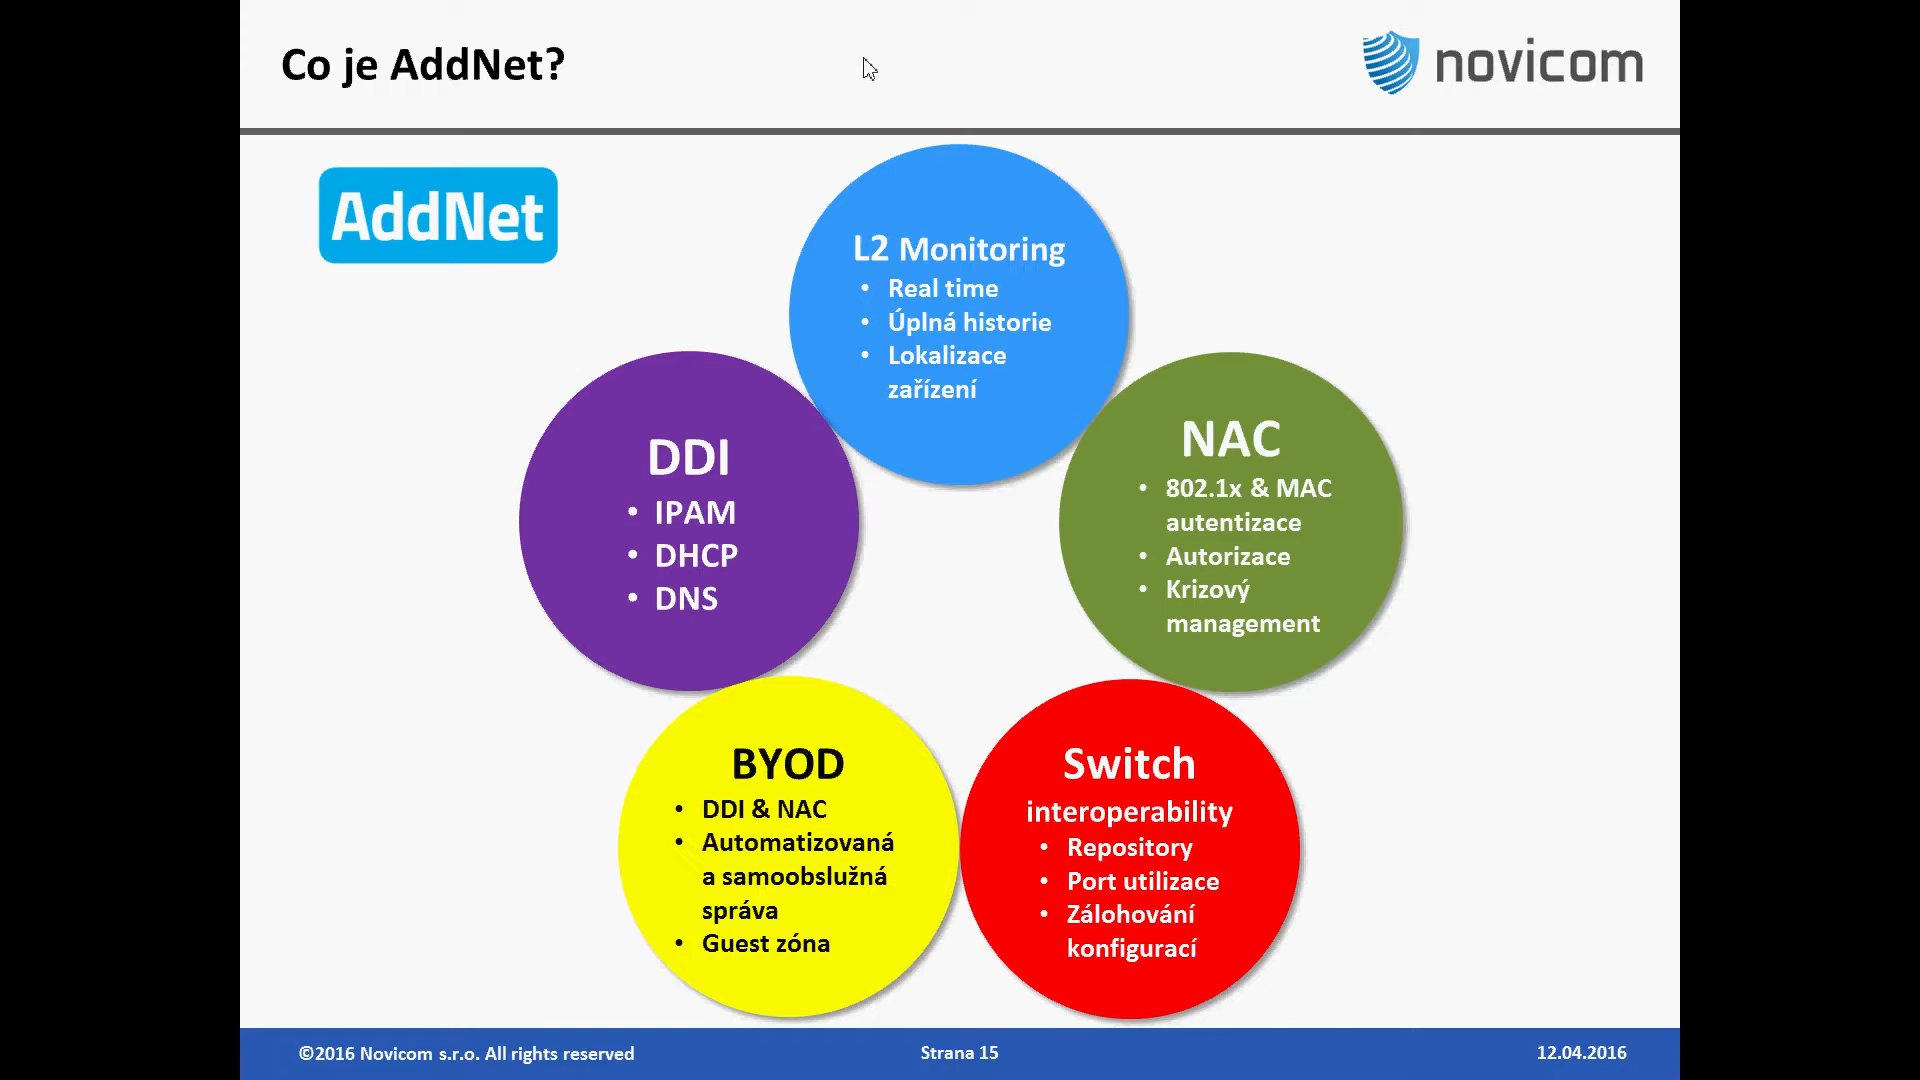 Co je AddNet?
novicom
AddNet
L2 Monitoring
• Real time
• Úplná historie
• Lokalizace
zařízení
DDI
• IPAM
• DHCP
• DNS
NAC
• 802.1x & MAC
autentizace
• Autorizace
• Krizový
management
BYOD
• DDI & NAC
• Automatizovaná
a samoobslužná
správa
• Guest zóna
Switch
interoperability
• Repository
• Port utilizace
• Zálohování
konfigurací
©2016 Novicom s.r.o. All rights reserved
Strana 15
12.04.2016